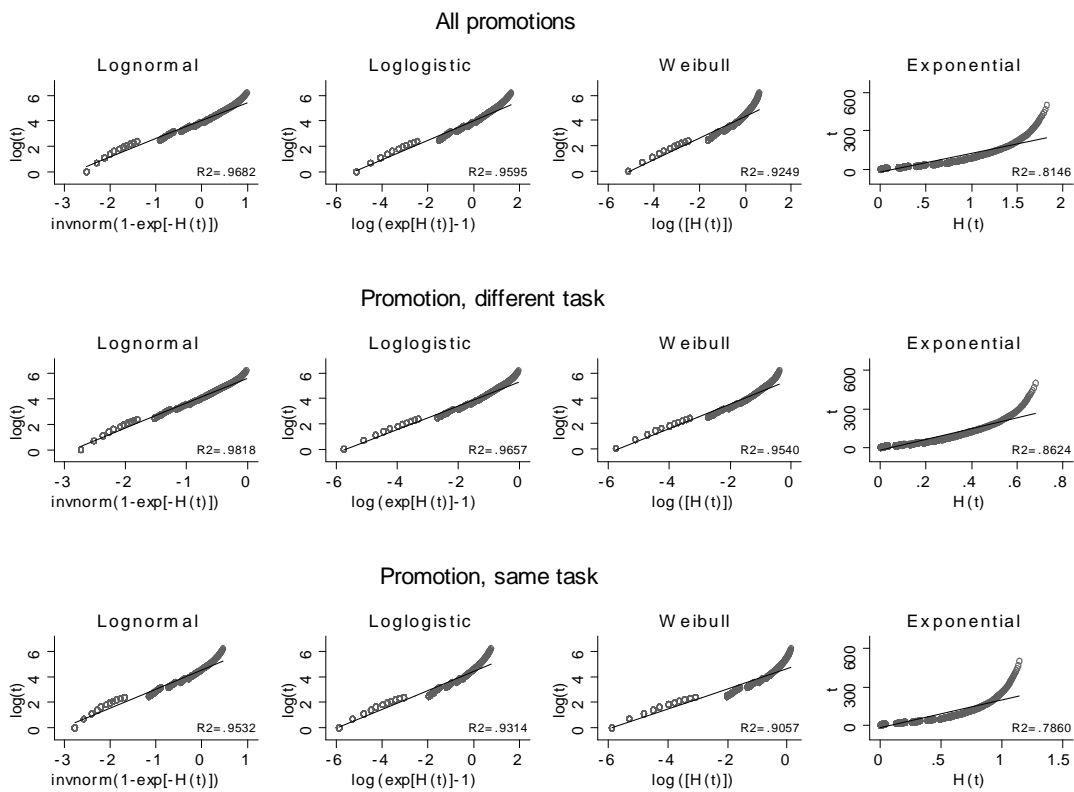 All promotions
Lognormal
log(t)
6
4
2
0
R2=.9682
-3 -2 -1 0 1
invnorm(1-exp[-H(t)])
Loglogistic
log(t)
6
4
2
0
R2=.9595
-6 -4 -2 0 2
log(exp[H(t)]-1)
Weibull
log(t)
6
4
2
0
R2=.9249
-6 -4 -2 0 2
log([H(t)])
Exponential
t
600
300
0
R2=.8146
0 .5 1 1.5 2
H(t)
Promotion, different task
Lognormal
log(t)
6
4
2
0
R2=.9818
-3 -2 -1 0
invnorm(1-exp[-H(t)])
Loglogistic
log(t)
6
4
2
0
R2=.9657
-6 -4 -2 0
log(exp[H(t)]-1)
Weibull
log(t)
6
4
2
0
R2=.9540
-6 -4 -2 0
log([H(t)])
Exponential
t
600
300
0
R2=.8624
0 .2 .4 .6 .8
H(t)
Promotion, same task
Lognormal
log(t)
6
4
2
0
R2=.9532
-3 -2 -1 0 1
invnorm(1-exp[-H(t)])
Loglogistic
log(t)
6
4
2
0
R2=.9314
-6 -4 -2 0 2
log(exp[H(t)]-1)
Weibull
log(t)
6
4
2
0
R2=.9057
-6 -4 -2 0
log([H(t)])
Exponential
t
600
300
0
R2=.7860
0 .5 1 1.5
H(t)